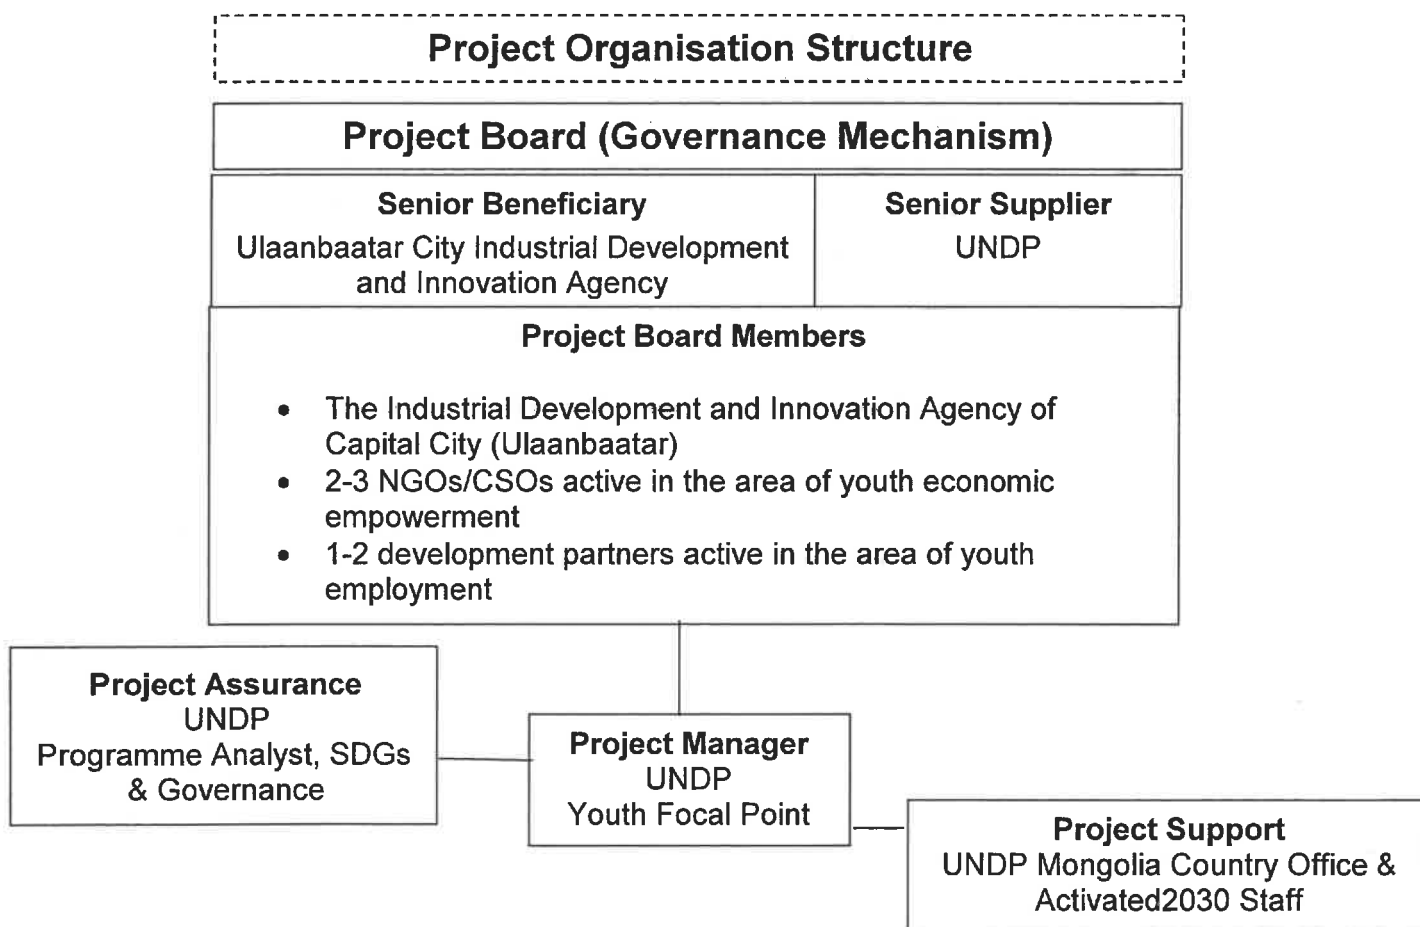 Project Organisation Structure
Project Board (Governance Mechanism)
Senior Beneficiary
Ulaanbaatar City Industrial Development
and Innovation Agency
Senior Supplier
UNDP
Project Board Members
• The Industrial Development and Innovation Agency of
Capital City (Ulaanbaatar)
• 2-3 NGOs/CSOs active in the area of youth economic
empowerment
• 1-2 development partners active in the area of youth
employment
Project Assurance
UNDP
Programme Analyst, SDGs
& Governance
Project Manager
UNDP
Youth Focal Point
Project Support
UNDP Mongolia Country Office &
Activated2030 Staff